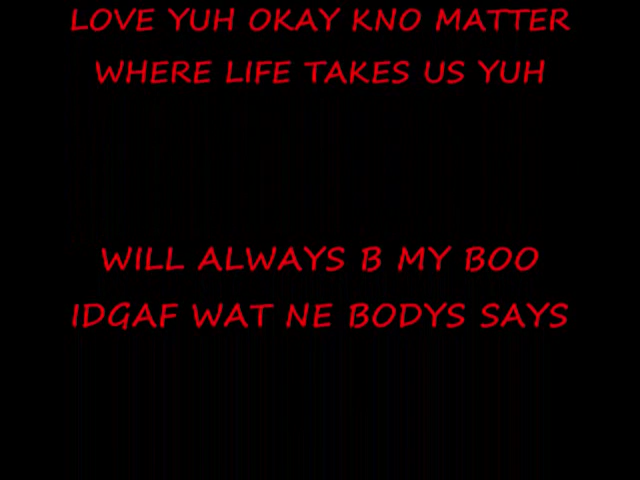 LOVE YUH OKAY KNO MATTER
WHERE LIFE TAKES US YUH
WILL ALWAYS B MY BOO
IDGAF WAT NE BODYS SAYS